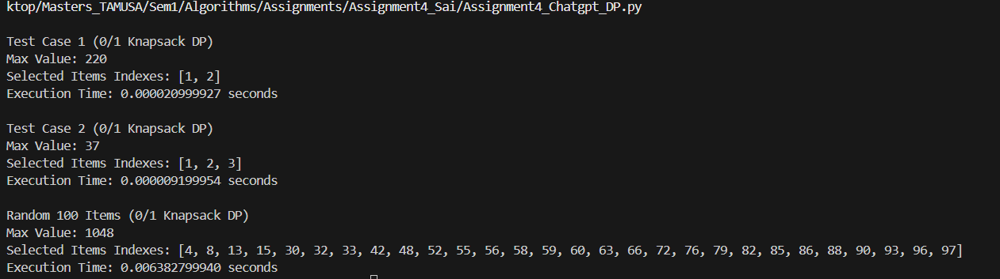 ktop/Masters_TAMUSA/Sem1/Algorithms/Assignments/Assignment4_Sai/Assignment4_Chatgpt_DP.py
Test Case 1 (0/1 Knapsack DP)
Max Value: 220
Selected Items Indexes: [1, 2]
Execution Time: 0.000020999927 seconds
Test Case 2 (0/1 Knapsack DP)
Max Value: 37
Selected Items Indexes: [1, 2, 3]
Execution Time: 0.000009199954 seconds
Random 100 Items (0/1 Knapsack DP)
Max Value: 1048
Selected Items Indexes: [4, 8, 13, 15, 30, 32, 33, 42, 48, 52, 55, 56, 58, 59, 60, 63, 66, 72, 76, 79, 82, 85, 86, 88, 90, 93, 96, 97]
Execution Time: 0.006382799940 seconds